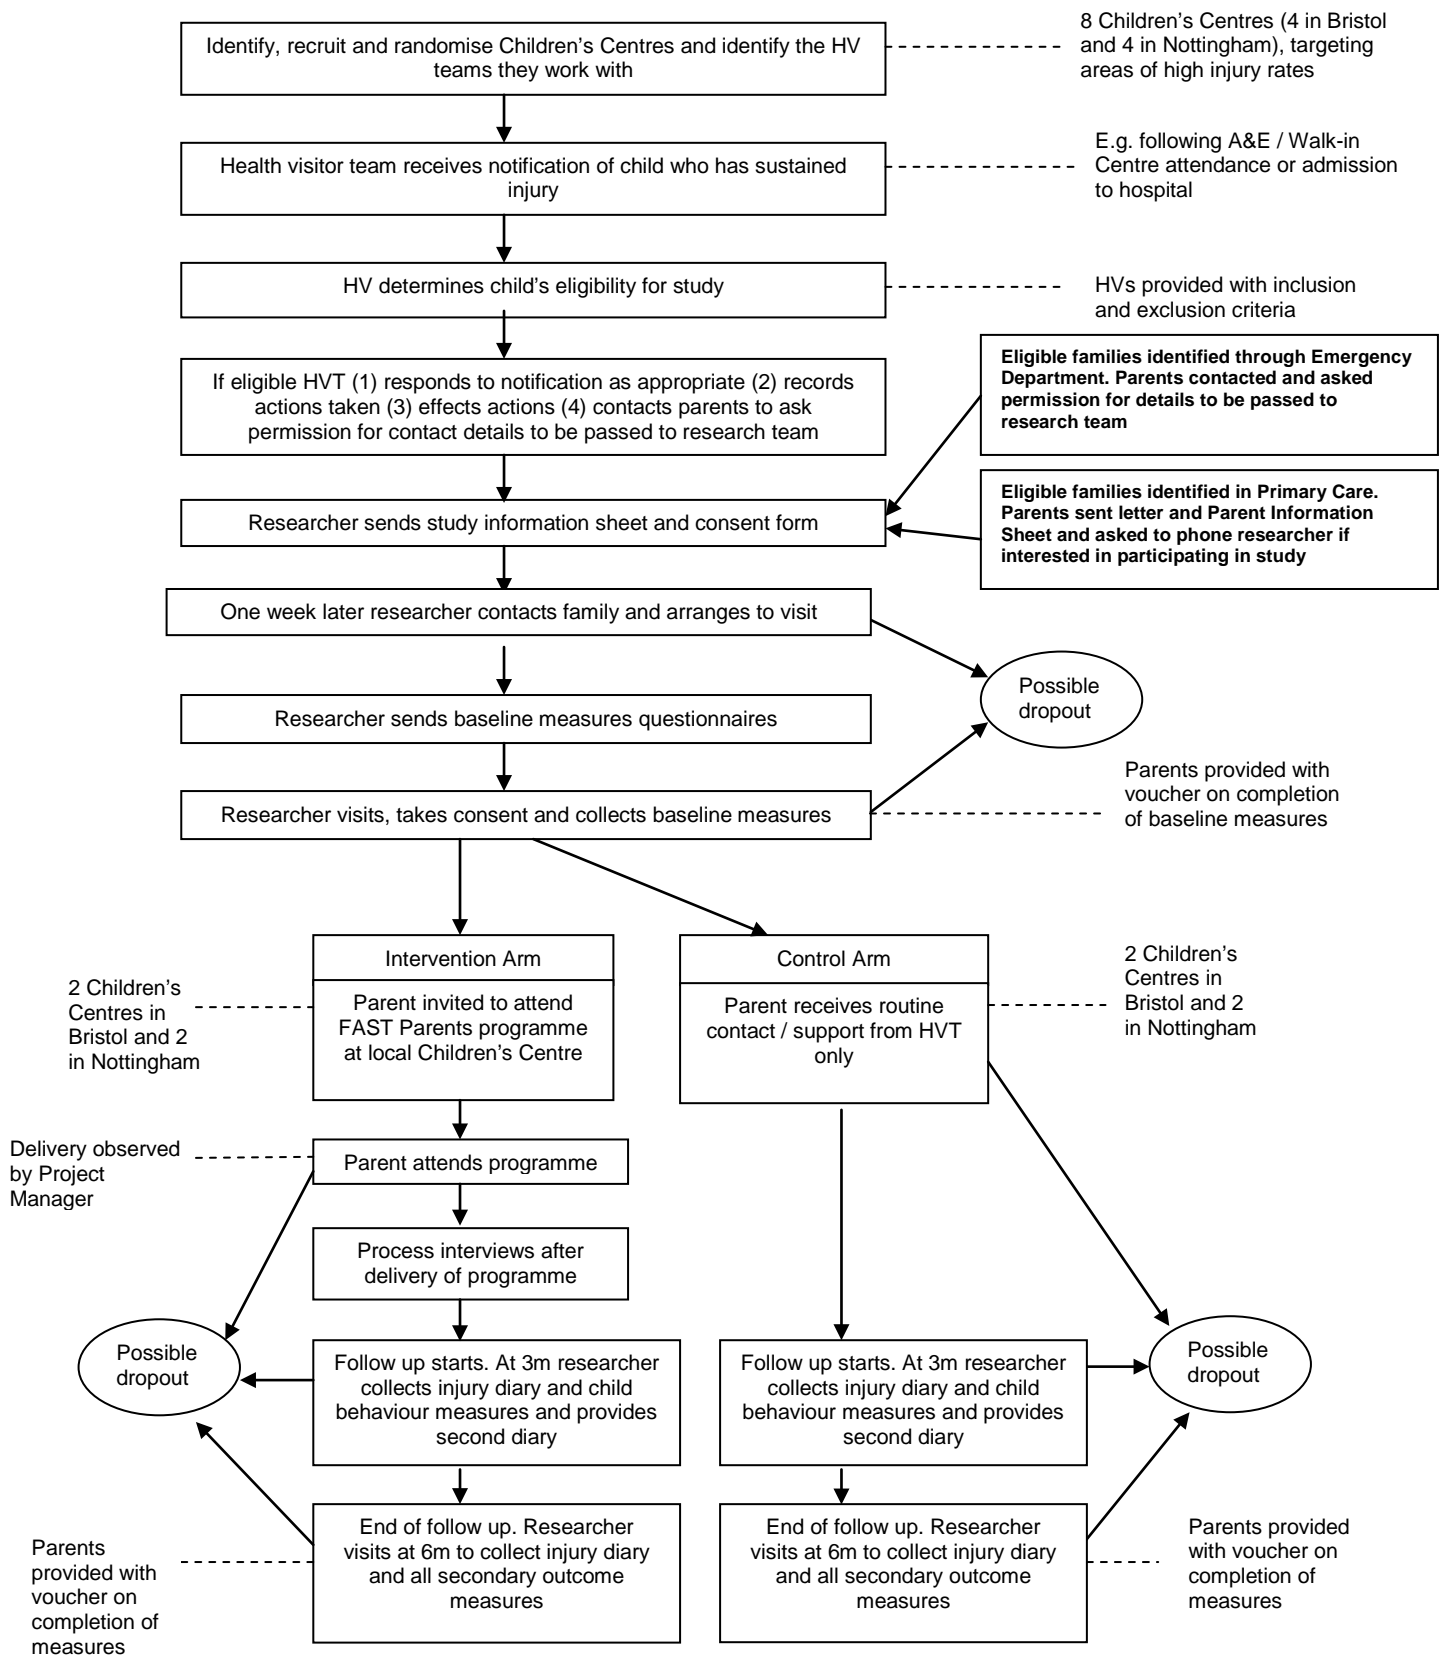 Identify, recruit and randomise Children's Centres and identify the HV
teams they work with
8 Children's Centres (4 in Bristol
and 4 in Nottingham), targeting
areas of high injury rates
Health visitor team receives notification of child who has sustained
injury
E.g. following A&E / Walk-in
Centre attendance or admission
to hospital
HV determines child's eligibility for study
HVs provided with inclusion
and exclusion criteria
If eligible HVT (1) responds to notification as appropriate (2) records
actions taken (3) effects actions (4) contacts parents to ask
permission for contact details to be passed to research team
Eligible families identified through Emergency
Department. Parents contacted and asked
permission for details to be passed to
research team
Researcher sends study information sheet and consent form
Eligible families identified in Primary Care.
Parents sent letter and Parent Information
Sheet and asked to phone researcher if
interested in participating in study
One week later researcher contacts family and arranges to visit
Possible
dropout
Researcher sends baseline measures questionnaires
Researcher visits, takes consent and collects baseline measures
Parents provided with
voucher on completion
of baseline measures
Intervention Arm
Parent invited to attend
FAST Parents programme
at local Children's Centre
2 Children's
Centres in
Bristol and 2
in Nottingham
Control Arm
Parent receives routine
contact / support from HVT
only
2 Children's
Centres in
Bristol and 2
in Nottingham
Delivery observed
by Project
Manager
Parent attends programme
Process interviews after
delivery of programme
Possible
dropout
Follow up starts. At 3m researcher
collects injury diary and child
behaviour measures and provides
second diary
Follow up starts. At 3m researcher
collects injury diary and child
behaviour measures and provides
second diary
Possible
dropout
Parents
provided with
voucher on
completion of
measures
End of follow up. Researcher
visits at 6m to collect injury diary
and all secondary outcome
measures
End of follow up. Researcher
visits at 6m to collect injury diary
and all secondary outcome
measures
Parents provided
with voucher on
completion of
measures